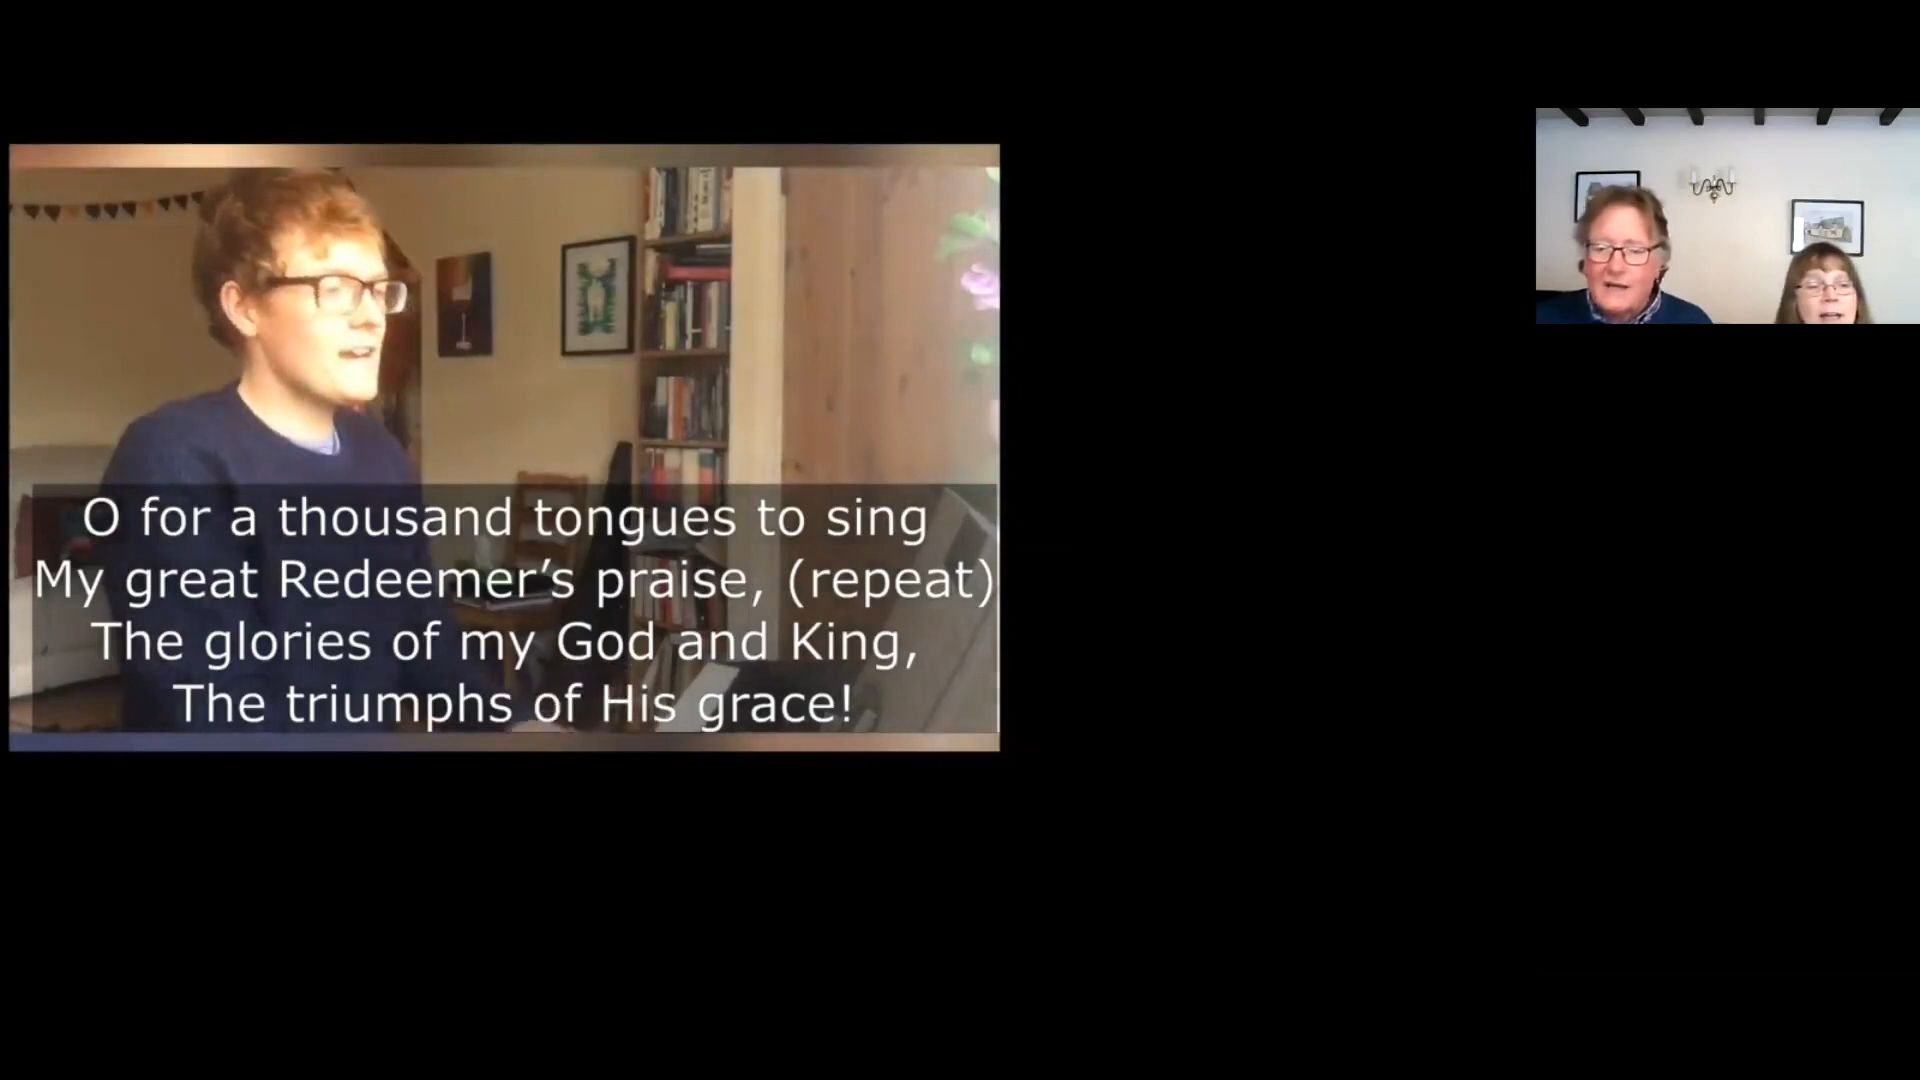 O for a thousand tongues to sing
My great Redeemer’s praise, (repeat)
The glories of my God and King,
The triumphs of His grace!